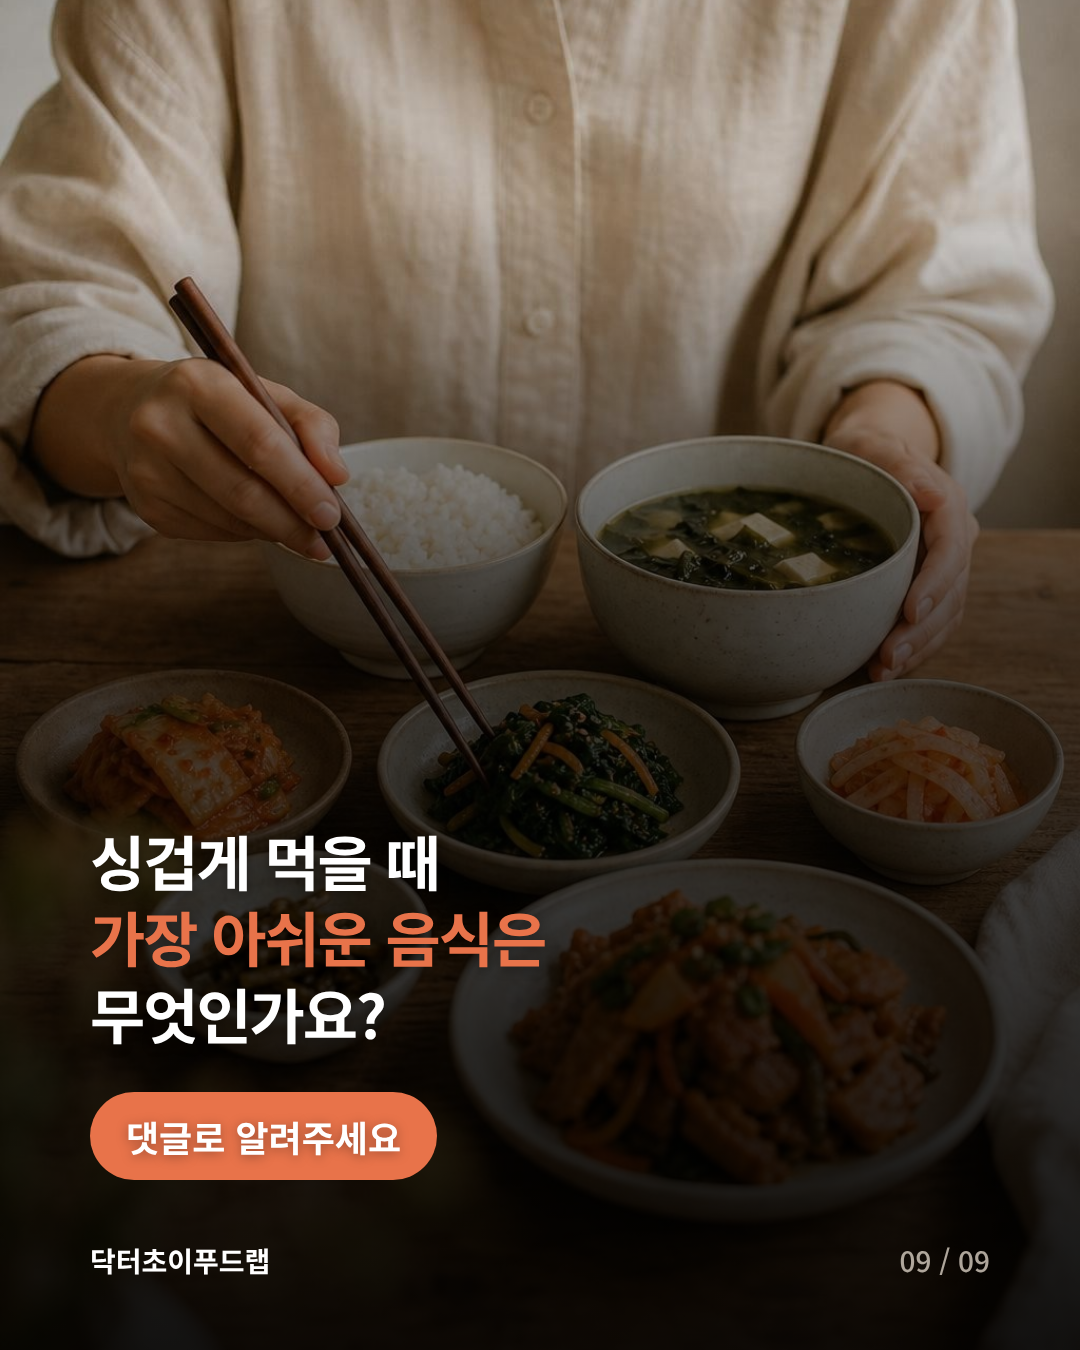 싱겁게 먹을 때
가장 아쉬운 음식은
무엇인가요?
댓글로 알려주세요
닥터초이푸드랩
09 / 09